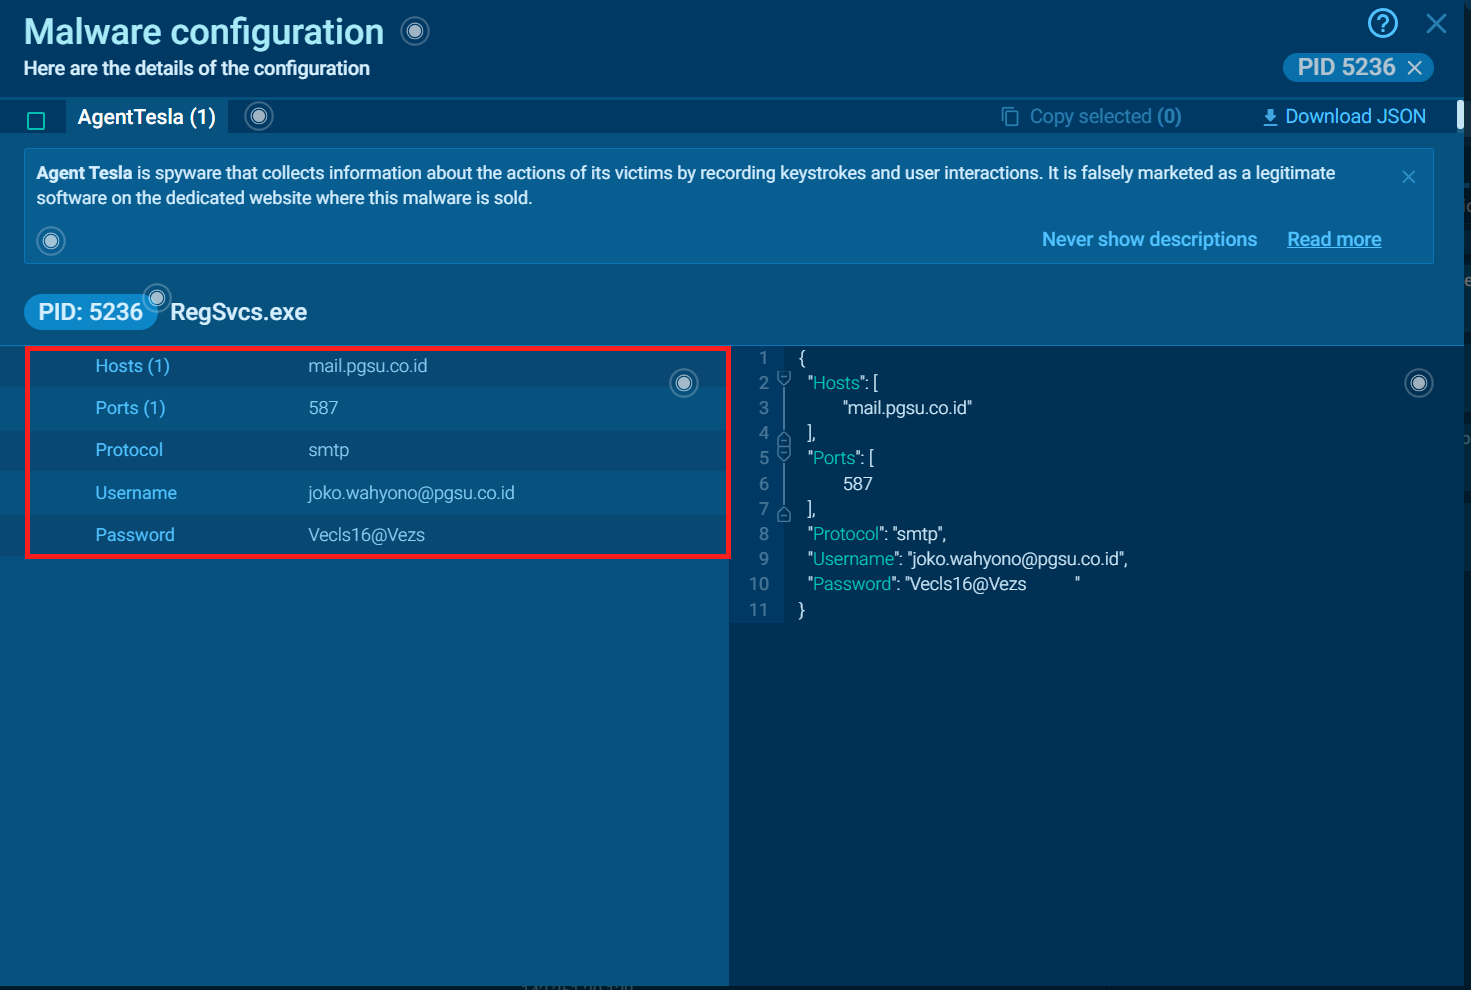 Malware configuration
Here are the details of the configuration
PID 5236
AgentTesla (1)
Copy selected (0)
Download JSON
Agent Tesla is spyware that collects information about the actions of its victims by recording keystrokes and user interactions. It is falsely marketed as a legitimate
software on the dedicated website where this malware is sold.
Never show descriptions
Read more
PID: 5236
RegSvcs.exe
Hosts (1) mail.pgsu.co.id
Ports (1) 587
Protocol smtp
Username joko.wahyono@pgsu.co.id
Password Vecls16@Vezs
1 {
2 "Hosts": [
3 "mail.pgsu.co.id"
4 ],
5 "Ports": [
6 587
7 ],
8 "Protocol": "smtp",
9 "Username": "joko.wahyono@pgsu.co.id",
10 "Password": "Vecls16@Vezs "
11 }